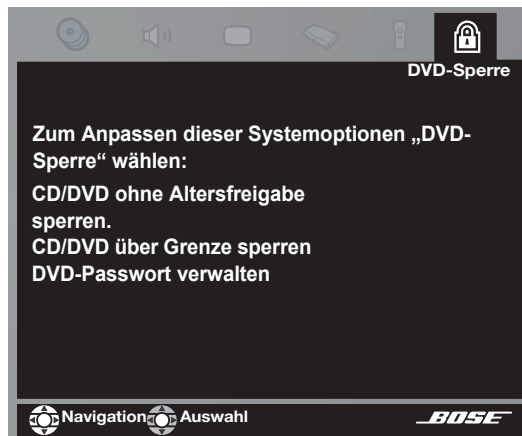 DVD-Sperre
Zum Anpassen dieser Systemoptionen „DVD-
Sperre“ wählen:
CD/DVD ohne Altersfreigabe
sperren.
CD/DVD über Grenze sperren
DVD-Passwort verwalten
Navigation Auswahl BOSE